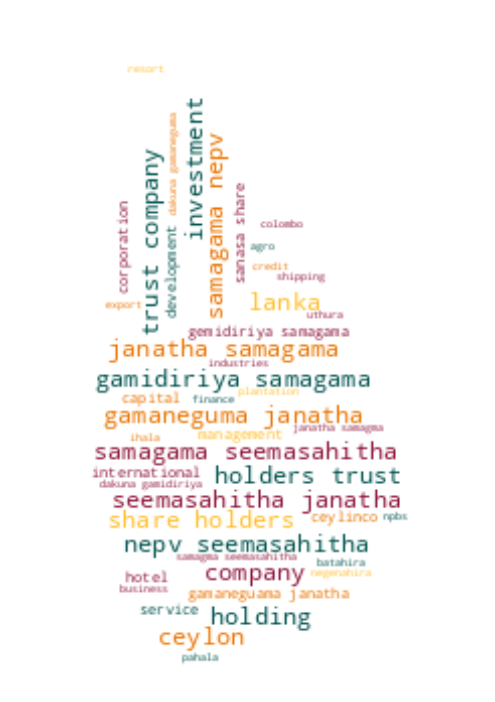 resort
investment
dakuna gamaneguma
samagama nepv
trust company
sanasa share
corporation
development
colombo
agro
credit
shipping
lanka
export
uthura
gemidiriya samagama
janatha samagama
industries
gamidiriya samagama
plantation
capital
finance
gamaneguma janatha
janatha samagma
management
ihala
samagama seemasahitha
international
holders trust
dakuna gamidiriya
seemasahitha janatha
share holders
ceylinco
npbs
nepv seemasahitha
samagma seemasahitha
batahira
company
negenahira
hotel
business
gamaneguama janatha
service
holding
ceylon
pahala